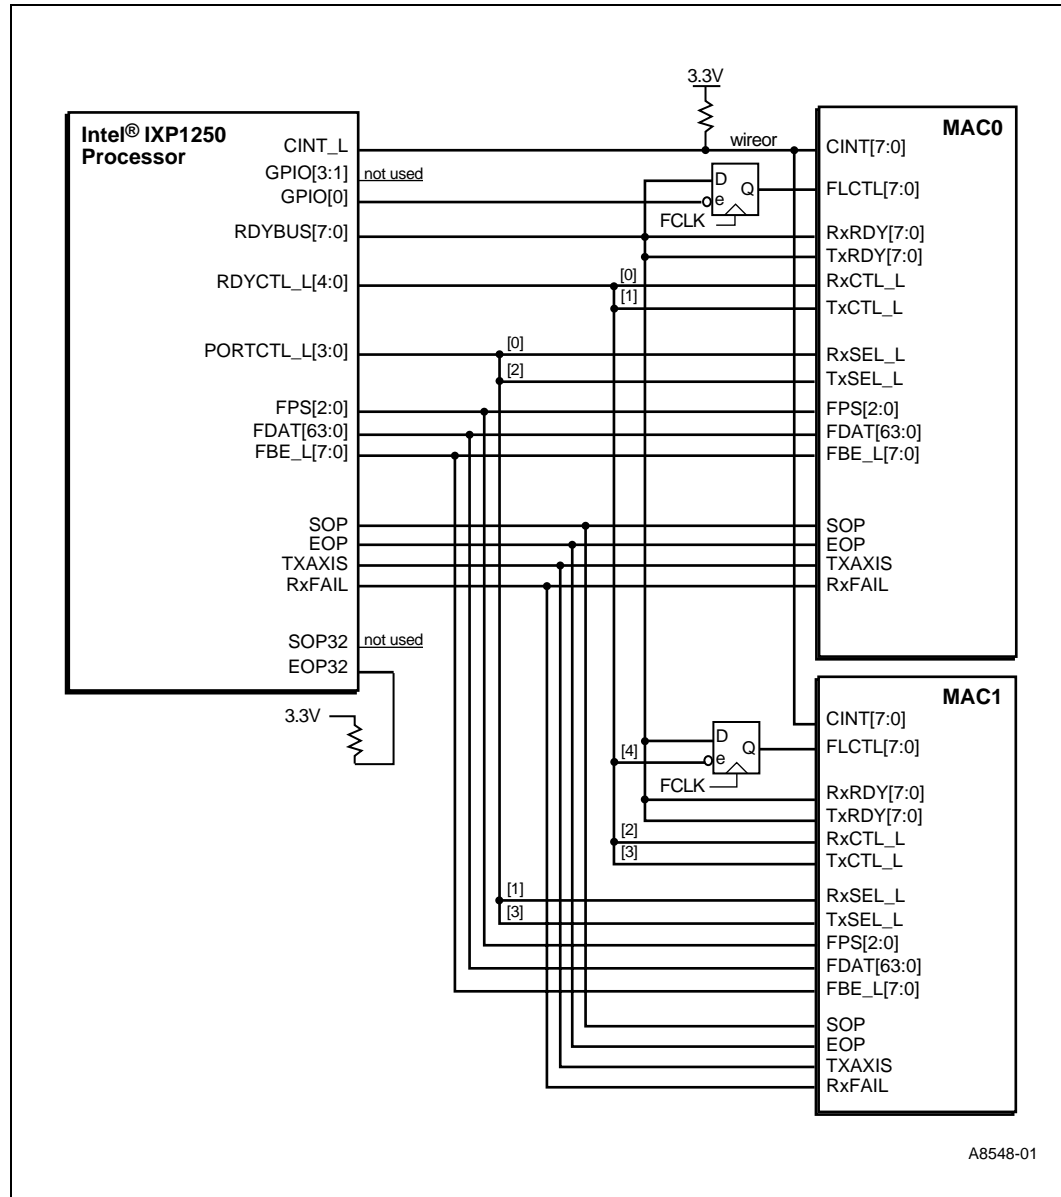 3.3V
Intel® IXP1250
Processor
MAC0
CINT_L
wireor
CINT[7:0]
GPIO[3:1]
not used
D
Q
e
FLCTL[7:0]
GPIO[0]
FCLK
RDYBUS[7:0]
RxRDY[7:0]
TxRDY[7:0]
RDYCTL_L[4:0]
[0]
RxCTL_L
[1]
TxCTL_L
PORTCTL_L[3:0]
[0]
RxSEL_L
[2]
TxSEL_L
FPS[2:0]
FPS[2:0]
FDAT[63:0]
FDAT[63:0]
FBE_L[7:0]
FBE_L[7:0]
SOP
SOP
EOP
EOP
TXAXIS
TXAXIS
RxFAIL
RxFAIL
SOP32
not used
EOP32
3.3V
MAC1
CINT[7:0]
D
Q
e
FLCTL[7:0]
[4]
FCLK
RxRDY[7:0]
TxRDY[7:0]
[2]
RxCTL_L
[3]
TxCTL_L
[1]
RxSEL_L
[3]
TxSEL_L
FPS[2:0]
FDAT[63:0]
FBE_L[7:0]
SOP
EOP
TXAXIS
RxFAIL
A8548-01